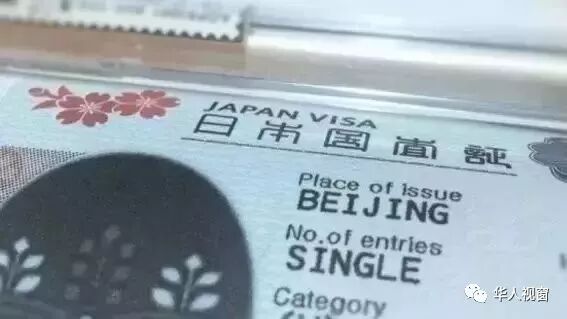 JAPAN VISA
日本国査証
Place of issue
BEIJING
No.of entries
SINGLE
Category
华人视窗